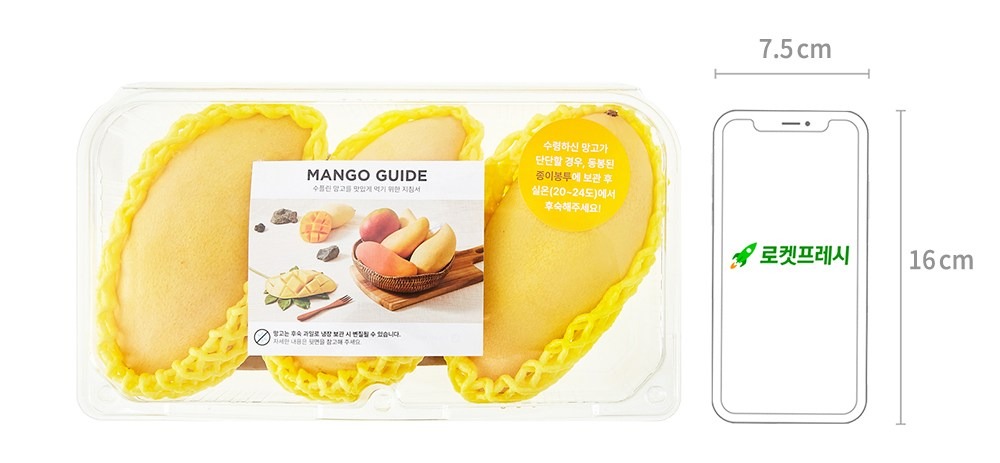 7.5cm
MANGO GUIDE
수플린 망고를 맛있게 먹기 위한 지침서
수령하신 망고가
단단할 경우, 동봉된
종이봉투에 보관 후
실온(20~24도)에서
후숙해주세요!
망고는 후숙 과일로 냉장 보관 시 변질될 수 있습니다.
자세한 내용은 뒷면을 참고해 주세요.
로켓프레시
16cm